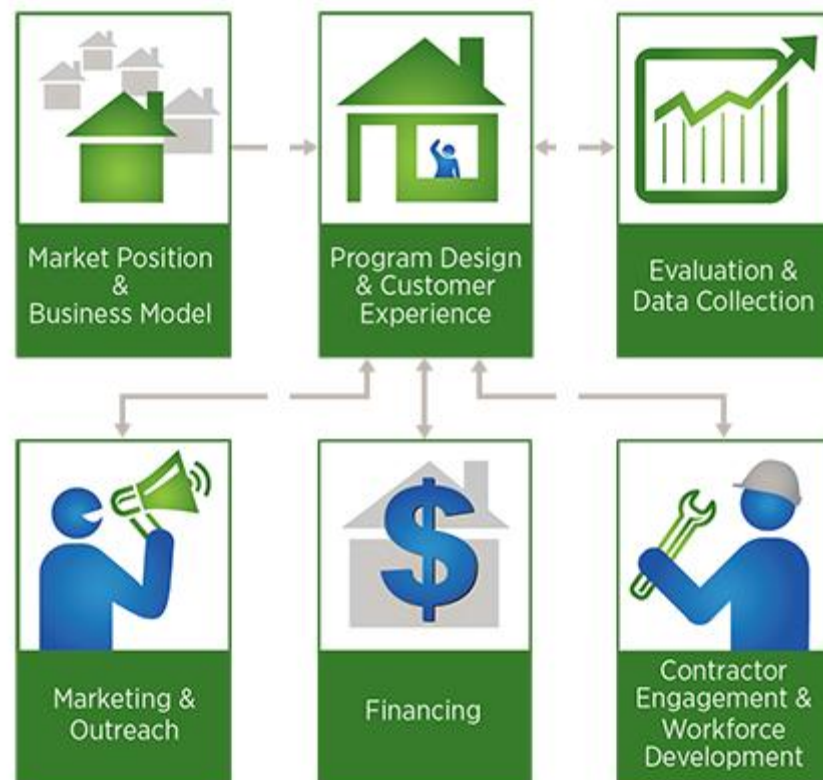 Market Position
&
Business Model
Program Design
& Customer
Experience
Evaluation &
Data Collection
Marketing &
Outreach
Financing
Contractor
Engagement &
Workforce
Development